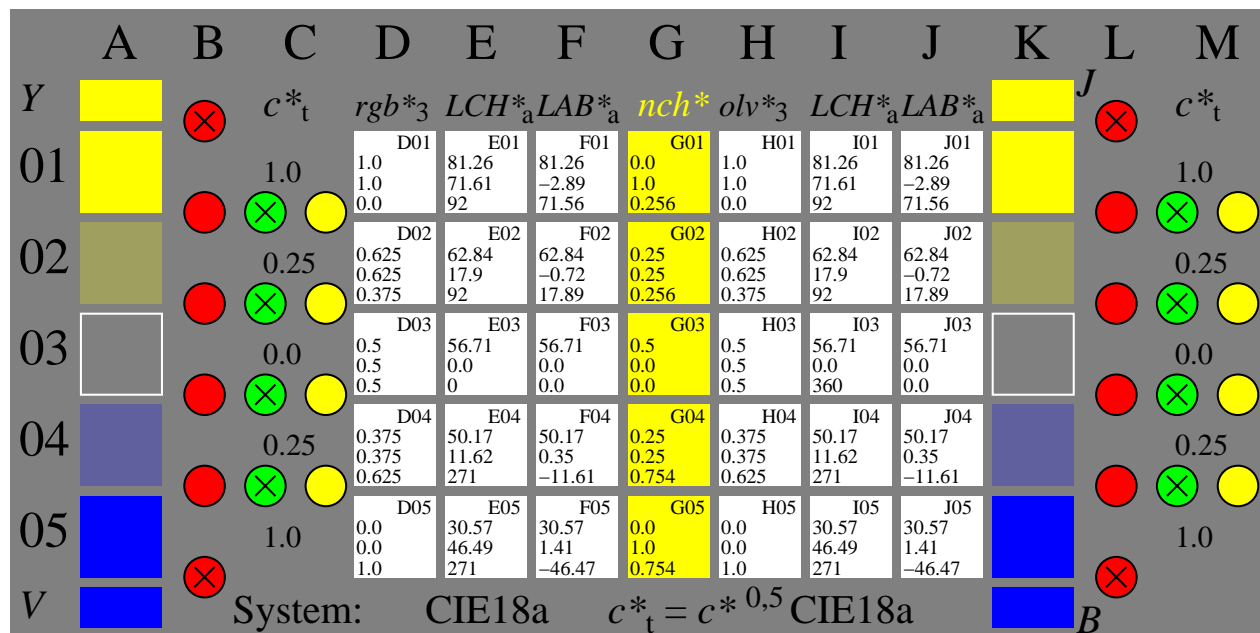 A B C D E F G H I J K L M
Y c*t rgb*3 LCH*a LAB*a nch* olv*3 LCH*a LAB*a J c*t
D01 E01 F01 G01 H01 I01 J01
01 1.0 81.26 81.26 0.0 1.0 81.26 81.26
1.0 1.0 71.61 −2.89 1.0 1.0 71.61 −2.89 1.0
0.0 92 71.56 0.256 0.0 92 71.56
D02 E02 F02 G02 H02 I02 J02
02 0.625 62.84 62.84 0.25 0.625 62.84 62.84
0.25 0.625 17.9 −0.72 0.25 0.625 17.9 −0.72 0.25
0.375 92 17.89 0.256 0.375 92 17.89
D03 E03 F03 G03 H03 I03 J03
03 0.5 56.71 56.71 0.5 0.5 56.71 56.71
0.0 0.5 0.0 0.0 0.0 0.5 0.0 0.0 0.0
0.5 0 0.0 0.0 0.5 360 0.0
D04 E04 F04 G04 H04 I04 J04
04 0.375 50.17 50.17 0.25 0.375 50.17 50.17
0.25 0.375 11.62 0.35 0.25 0.375 11.62 0.35 0.25
0.625 271 −11.61 0.754 0.625 271 −11.61
D05 E05 F05 G05 H05 I05 J05
05 0.0 30.57 30.57 0.0 0.0 30.57 30.57
1.0 0.0 46.49 1.41 1.0 0.0 46.49 1.41 1.0
1.0 271 −46.47 0.754 1.0 271 −46.47
V System: CIE18a c*t = c* 0,5 CIE18a B